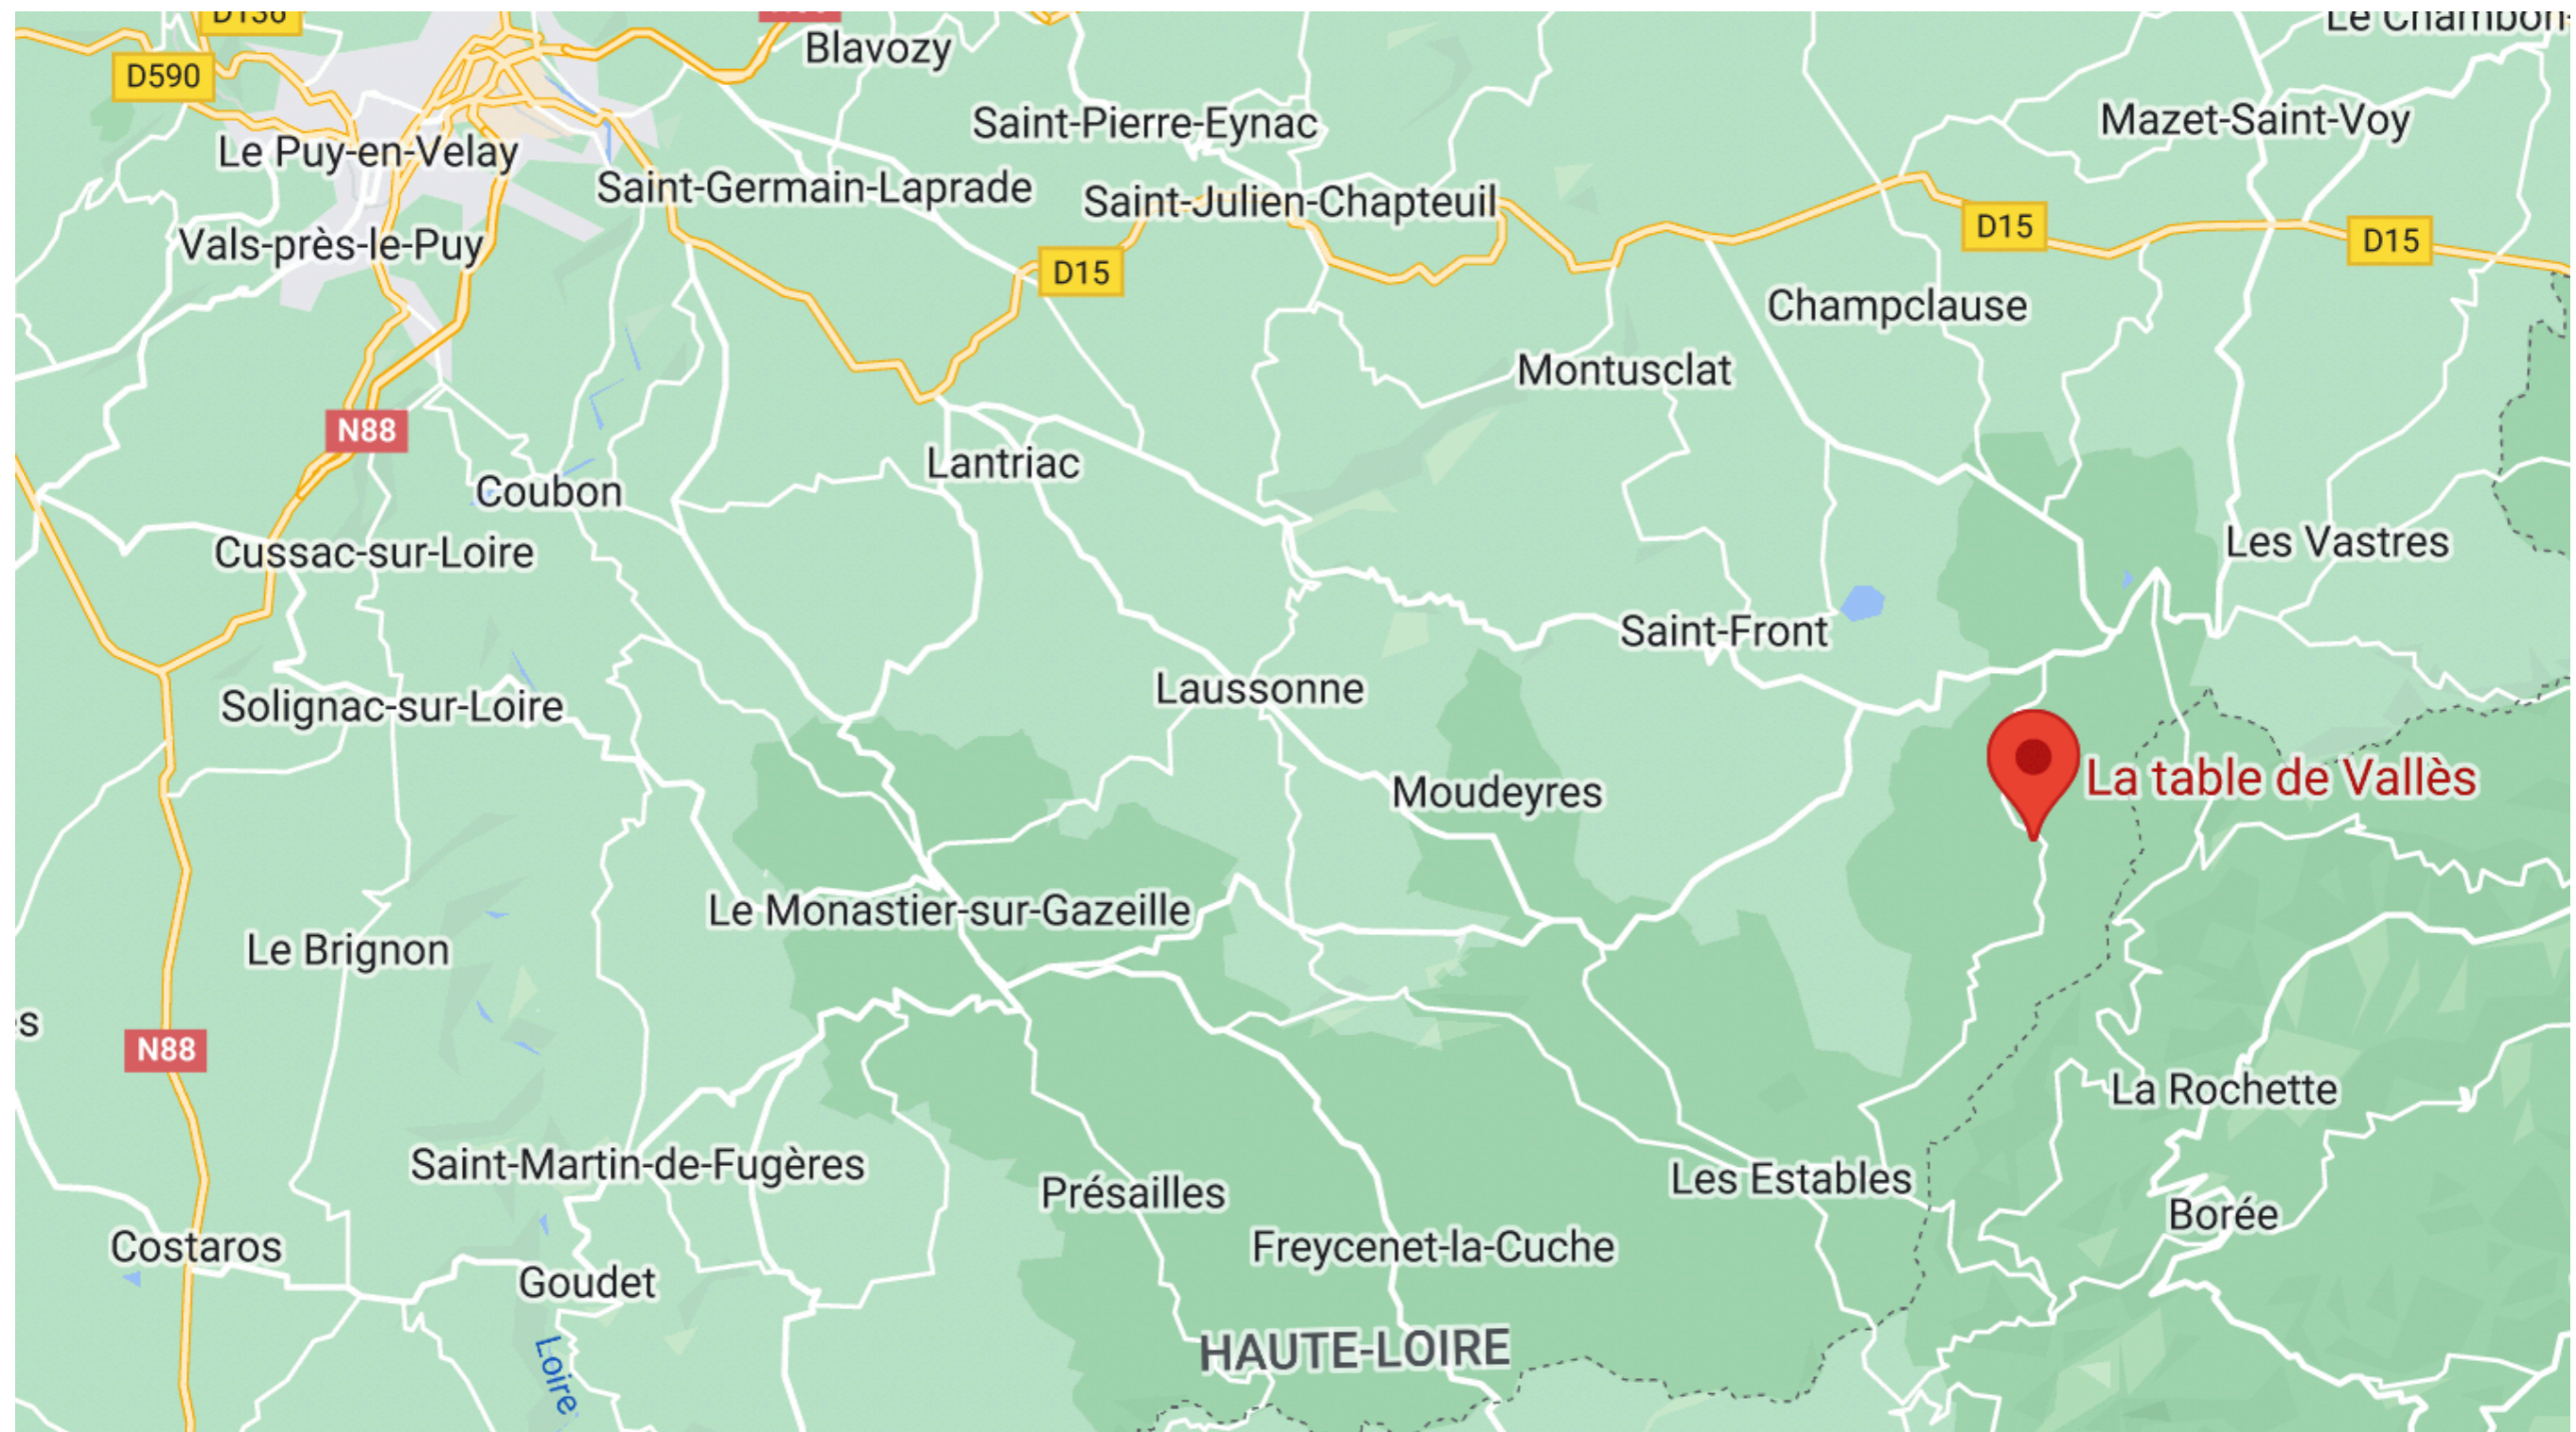 D136
Le Chambon-
Blavozy
D590
Saint-Pierre-Eynac
Mazet-Saint-Voy
Le Puy-en-Velay
Saint-Germain-Laprade
Saint-Julien-Chapteuil
D15
D15
Vals-près-le-Puy
D15
Champclause
Montusclat
N88
Lantriac
Coubon
Cussac-sur-Loire
Les Vastres
Saint-Front
Laussonne
Solignac-sur-Loire
La table de Vallès
Moudeyres
Le Monastier-sur-Gazeille
Le Brignon
s
N88
La Rochette
Saint-Martin-de-Fugères
Les Estables
Présailles
Borée
Costaros
Freycenet-la-Cuche
Goudet
HAUTE-LOIRE
Loire